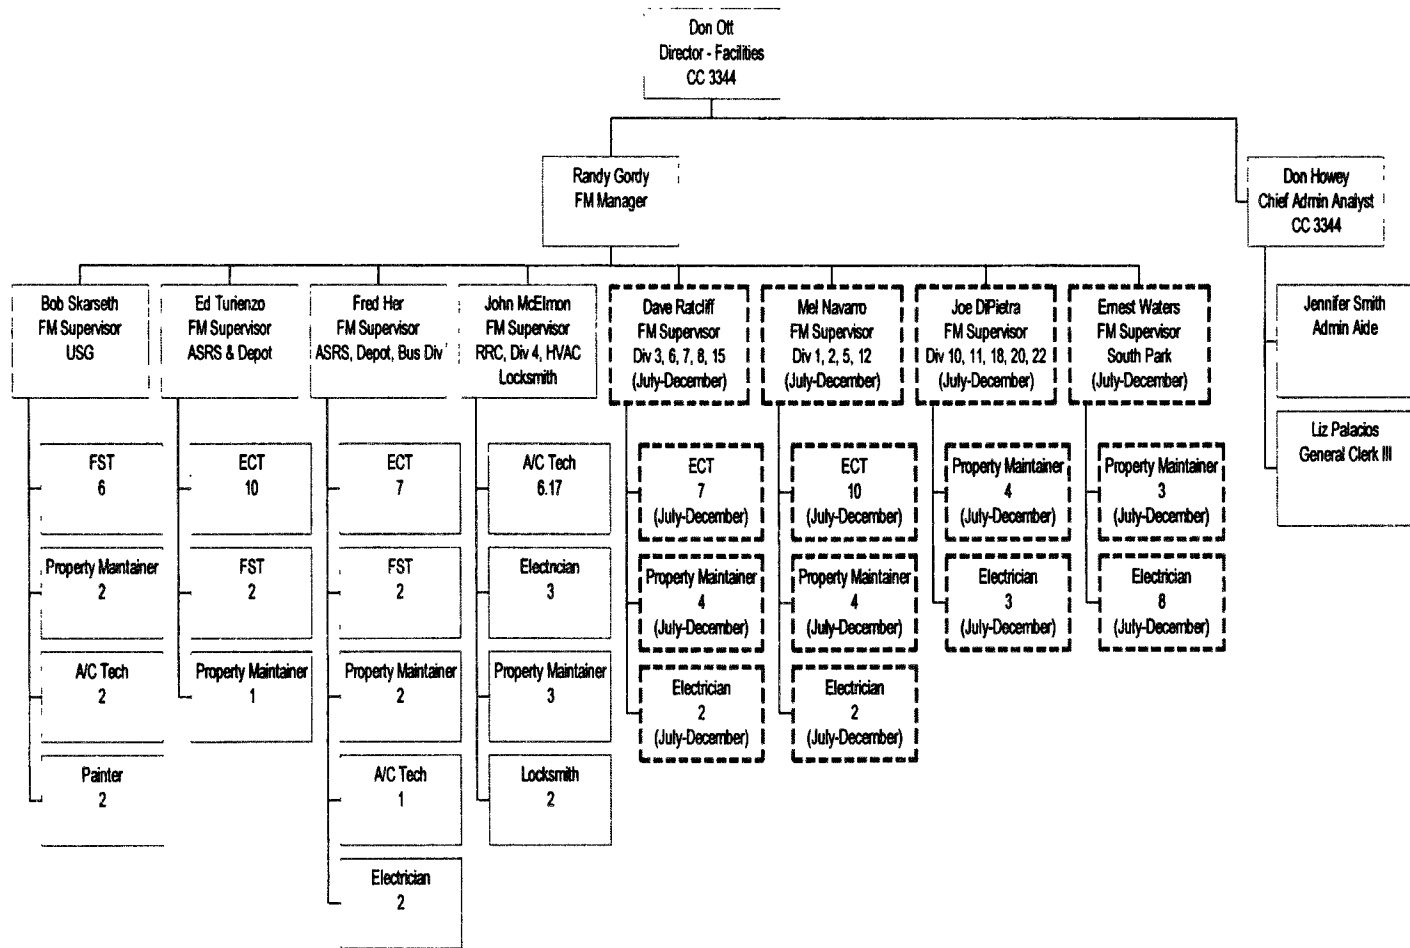 Don Ott
Director - Facilities
CC 3344
Randy Gordy
FM Manager
Don Howey
Chief Admin Analyst
CC 3344
Bob Skarseth
FM Supervisor
USG
Ed Turienzo
FM Supervisor
ASRS & Depot
Fred Her
FM Supervisor
ASRS, Depot, Bus Div
John McElmon
FM Supervisor
RRC, Div 4, HVAC
Locksmith
Dave Ratcliff
FM Supervisor
Div 3, 6, 7, 8, 15
(July-December)
Mel Navarro
FM Supervisor
Div 1, 2, 5, 12
(July-December)
Joe DiPietra
FM Supervisor
Div 10, 11, 18, 20, 22
(July-December)
Ernest Waters
FM Supervisor
South Park
(July-December)
Jennifer Smith
Admin Aide
Liz Palacios
General Clerk III
FST
6
Property Maintainer
2
A/C Tech
2
Painter
2
ECT
10
FST
2
Property Maintainer
1
ECT
7
FST
2
Property Maintainer
2
A/C Tech
1
Electrician
2
A/C Tech
6.17
Electrician
3
Property Maintainer
3
Locksmith
2
ECT
7
(July-December)
Property Maintainer
4
(July-December)
Electrician
2
(July-December)
ECT
10
(July-December)
Property Maintainer
4
(July-December)
Electrician
2
(July-December)
Property Maintainer
4
(July-December)
Electrician
3
(July-December)
Property Maintainer
3
(July-December)
Electrician
8
(July-December)